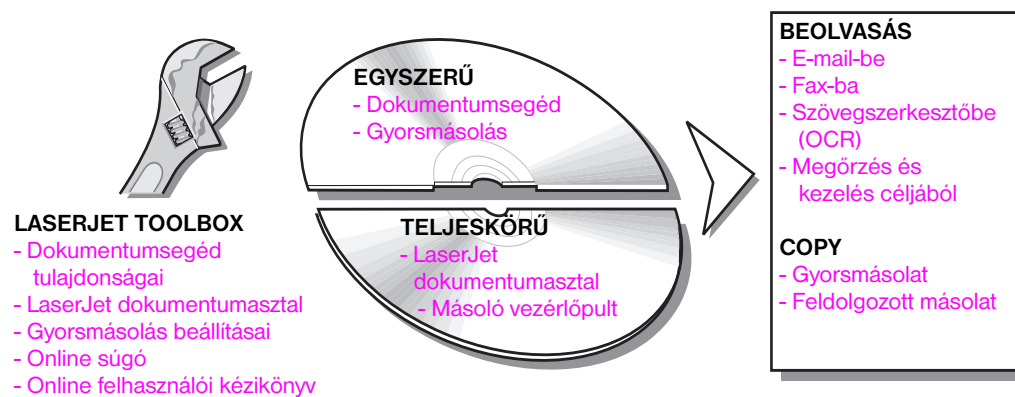 LASERJET TOOLBOX
- Dokumentumsegéd
tulajdonságai
- LaserJet dokumentumasztal
- Gyorsmásolás beállításai
- Online súgó
- Online felhasználói kézikönyv
EGYSZERŰ
- Dokumentumsegéd
- Gyorsmásolás
TELJESKÖRŰ
- LaserJet
dokumentumasztal
- Másoló vezérlőpult
BEOLVASÁS
- E-mail-be
- Fax-ba
- Szövegszerkesztőbe
(OCR)
- Megőrzés és
kezelés céljából
COPY
- Gyorsmásolat
- Feldolgozott másolat